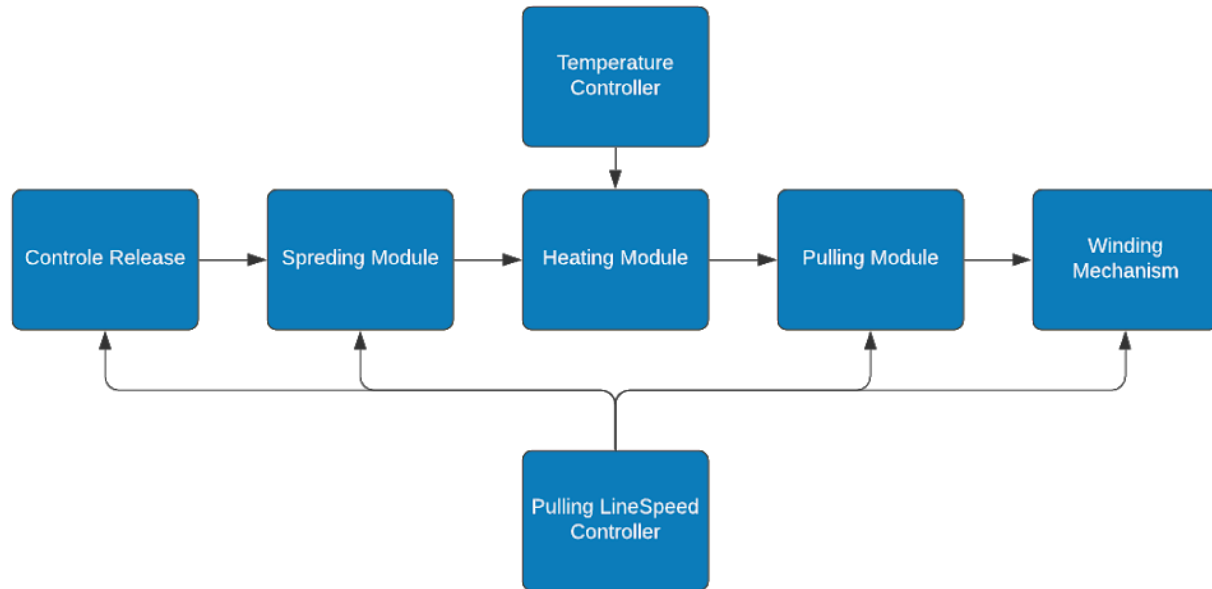 Temperature
Controller
Controle Release
Spreding Module
Heating Module
Pulling Module
Winding
Mechanism
Pulling LineSpeed
Controller